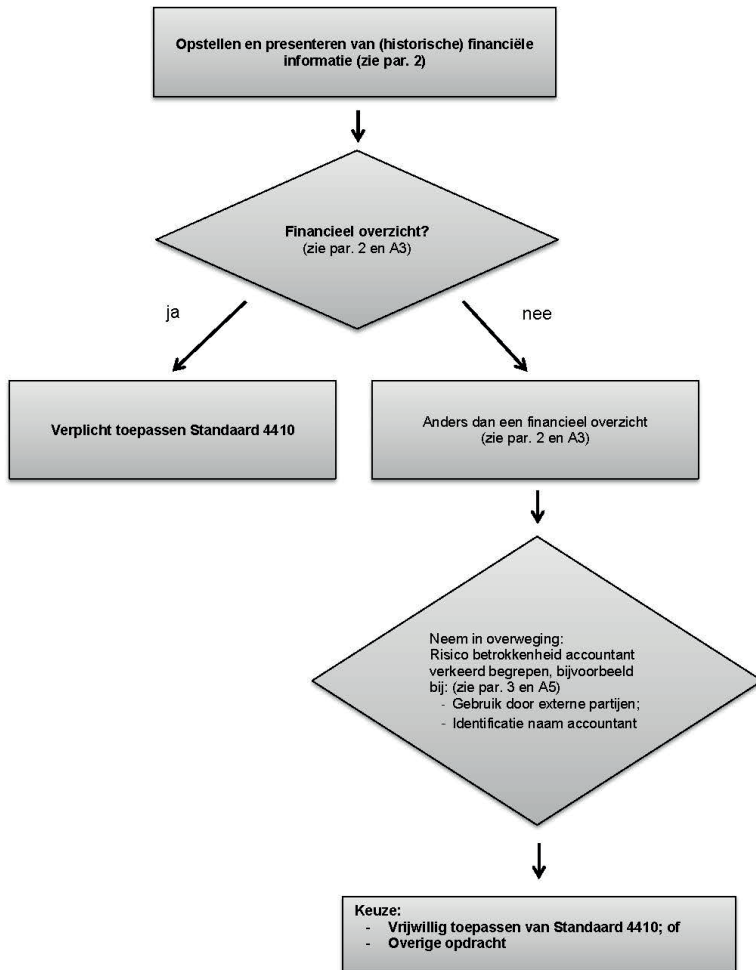 Opstellen en presenteren van (historische) financiële
informatie (zie par. 2)
Financieel overzicht?
(zie par. 2 en A3)
ja
nee
Verplicht toepassen Standaard 4410
Anders dan een financieel overzicht
(zie par. 2 en A3)
Neem in overweging:
Risico betrokkenheid accountant
verkeerd begrepen, bijvoorbeeld
bij: (zie par. 3 en A5)
- Gebruik door externe partijen;
- Identificatie naam accountant
Keuze:
- Vrijwillig toepassen van Standaard 4410; of
- Overige opdracht